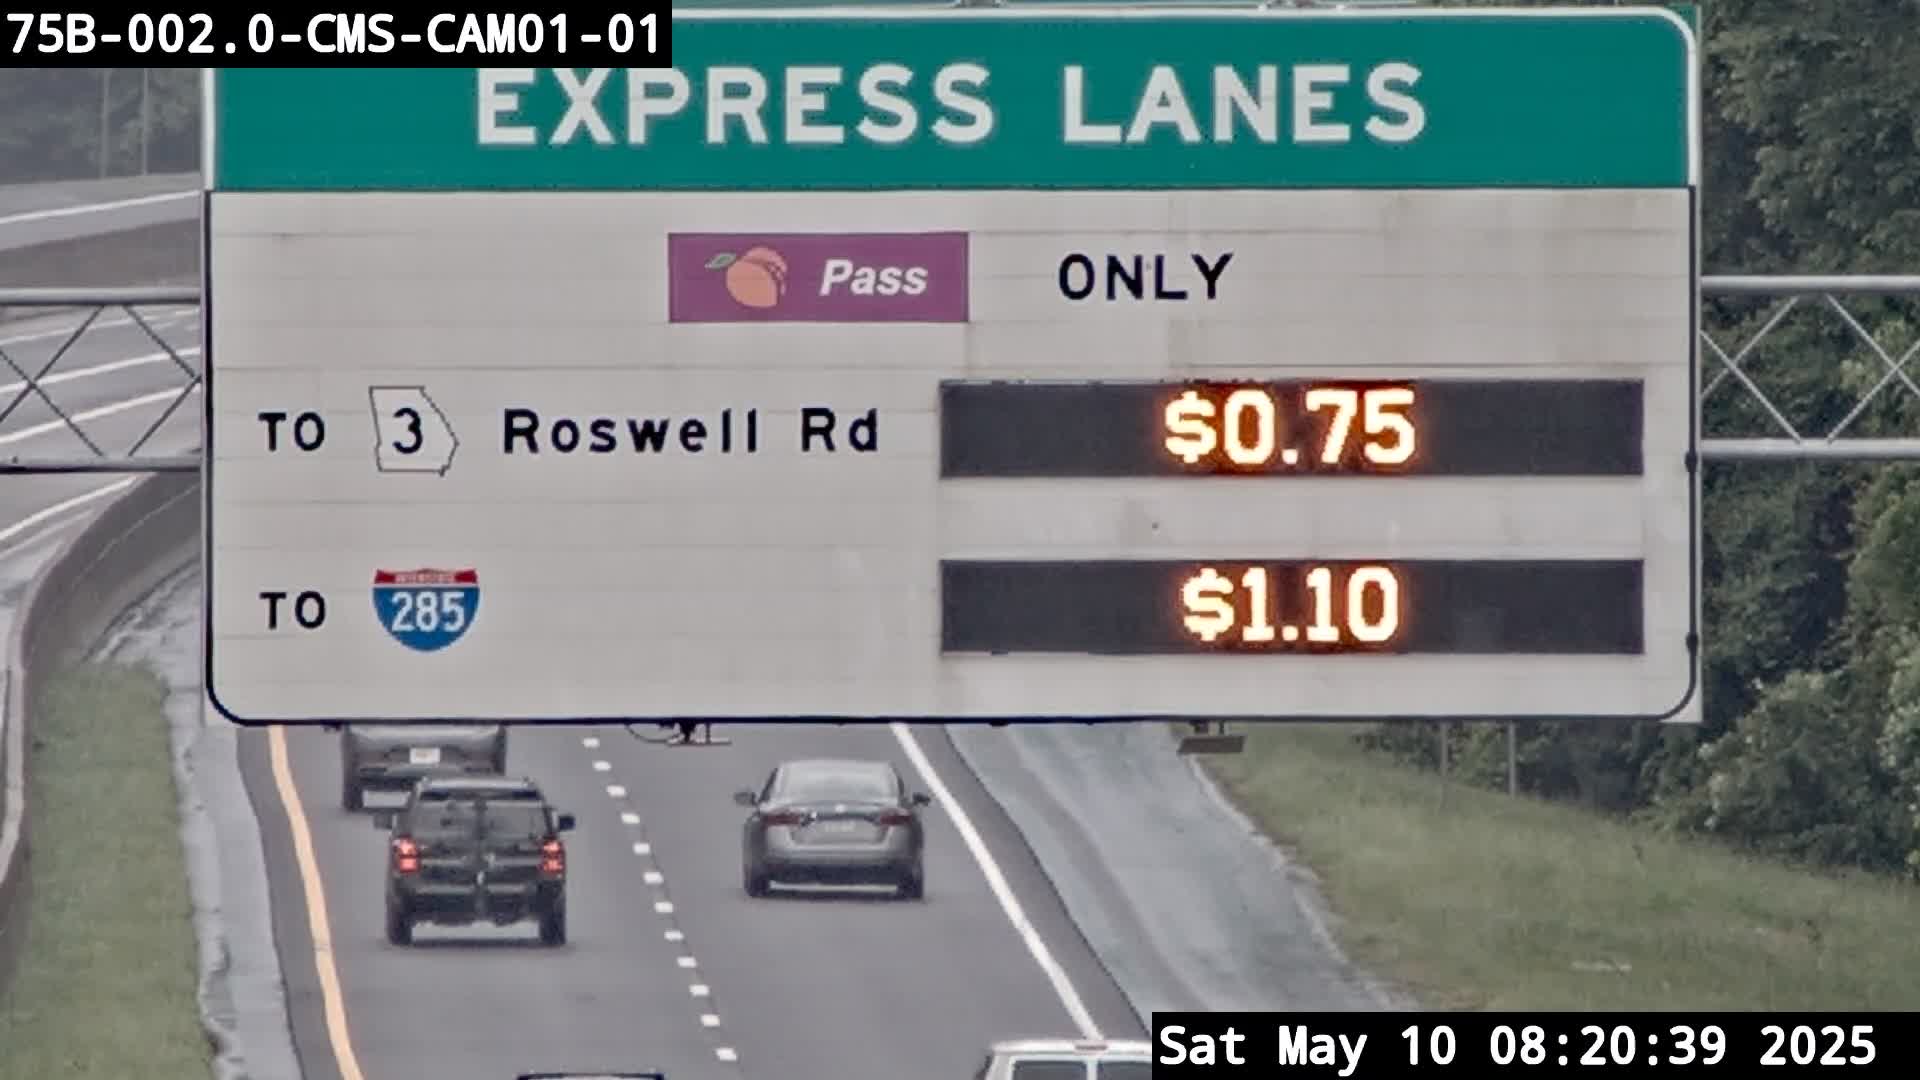 75B-002.0-CMS-CAM01-01
EXPRESS LANES
Pass ONLY
TO 3 Roswell Rd $0.75
TO INTERSTATE 285 $1.10
Sat May 10 08:20:39 2025